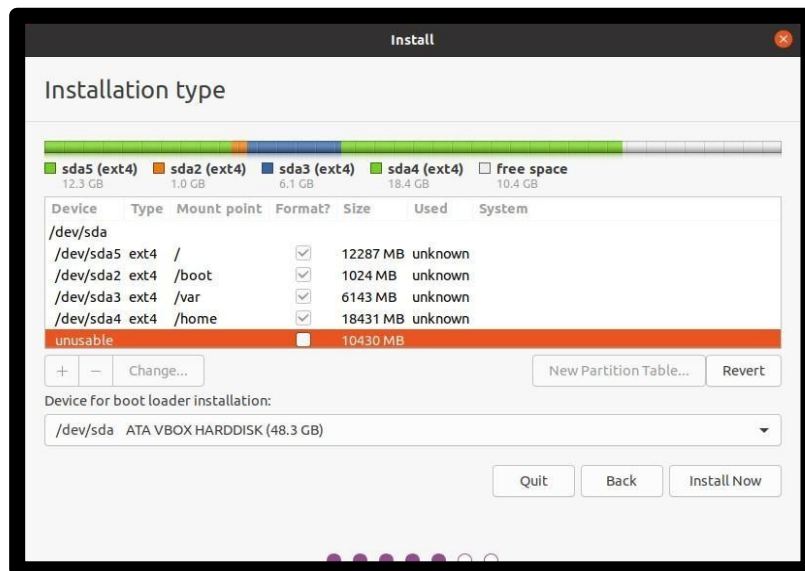 Install
Installation type
sda5 (ext4) sda2 (ext4) sda3 (ext4) sda4 (ext4) free space
12.3 GB 1.0 GB 6.1 GB 18.4 GB 10.4 GB
Device Type Mount point Format? Size Used System
/dev/sda
/dev/sda5 ext4 / 12287 MB unknown
/dev/sda2 ext4 /boot 1024 MB unknown
/dev/sda3 ext4 /var 6143 MB unknown
/dev/sda4 ext4 /home 18431 MB unknown
unusable 10430 MB
+ − Change... New Partition Table... Revert
Device for boot loader installation:
/dev/sda ATA VBOX HARDDISK (48.3 GB)
Quit Back Install Now